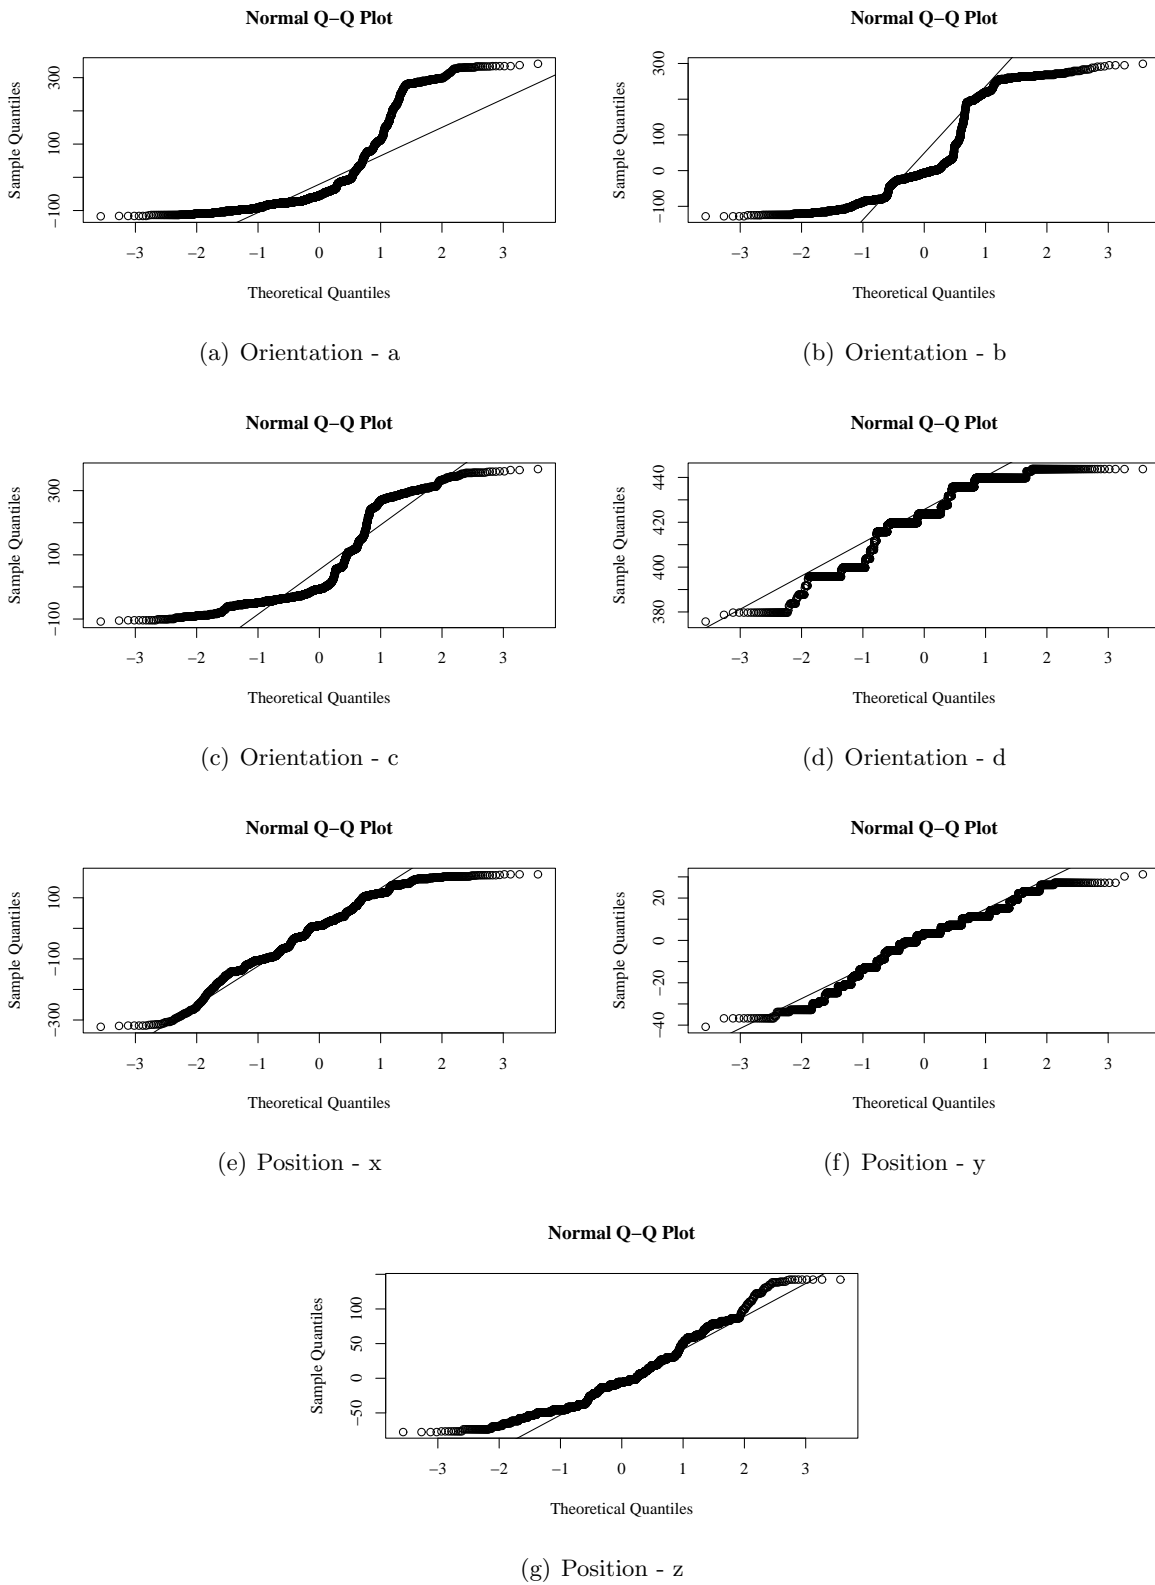 Normal Q−Q Plot
Sample Quantiles
−100 100 300
−3 −2 −1 0 1 2 3
Theoretical Quantiles
(a) Orientation - a
Normal Q−Q Plot
Sample Quantiles
−100 0 100 300
−3 −2 −1 0 1 2 3
Theoretical Quantiles
(b) Orientation - b
Normal Q−Q Plot
Sample Quantiles
−100 100 300
−3 −2 −1 0 1 2 3
Theoretical Quantiles
(c) Orientation - c
Normal Q−Q Plot
Sample Quantiles
380 400 420 440
−3 −2 −1 0 1 2 3
Theoretical Quantiles
(d) Orientation - d
Normal Q−Q Plot
Sample Quantiles
−300 −100 100
−3 −2 −1 0 1 2 3
Theoretical Quantiles
(e) Position - x
Normal Q−Q Plot
Sample Quantiles
−40 −20 0 20
−3 −2 −1 0 1 2 3
Theoretical Quantiles
(f) Position - y
Normal Q−Q Plot
Sample Quantiles
−50 0 50 100
−3 −2 −1 0 1 2 3
Theoretical Quantiles
(g) Position - z